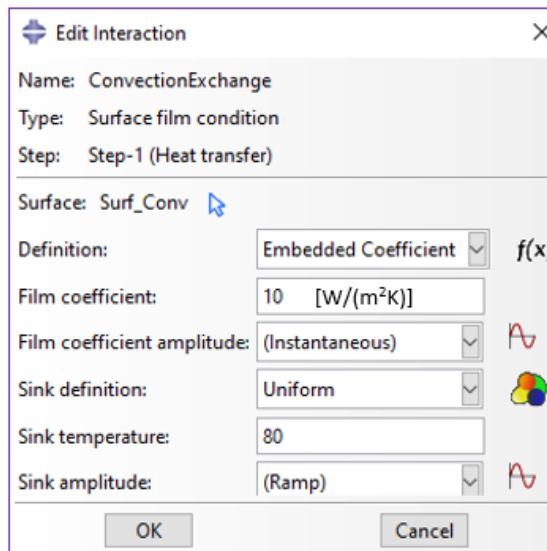 Edit Interaction
Name: ConvectionExchange
Type: Surface film condition
Step: Step-1 (Heat transfer)
Surface: Surf_Conv
Definition: Embedded Coefficient f(x
Film coefficient: 10 [W/(m²K)]
Film coefficient amplitude: (Instantaneous)
Sink definition: Uniform
Sink temperature: 80
Sink amplitude: (Ramp)
OK Cancel